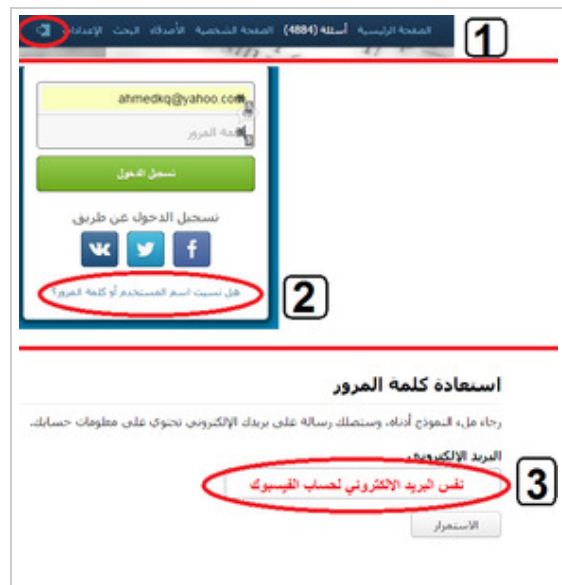 الصفحة الرئيسية أسئلة (4884) الصفحة الشخصية الأصدقاء البحث الإعدادات
1
ahmedkq@yahoo.com
كلمة المرور
تسجيل الدخول
تسجيل الدخول عن طريق
هل نسيت اسم المستخدم أو كلمة المرور؟
2
استعادة كلمة المرور
رجاء ملء النموذج أدناه، وستصلك رسالة على بريدك الإلكتروني تحتوي على معلومات حسابك.
البريد الإلكتروني
نفس البريد الالكتروني لحساب الفيسبوك
3
الاستمرار